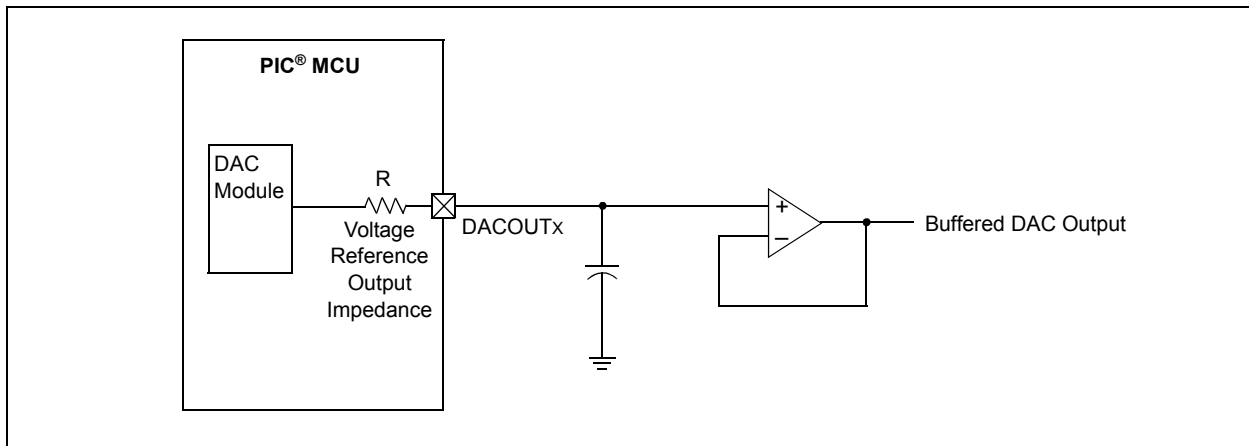 PIC® MCU
DAC
Module
R
Voltage
Reference
Output
Impedance
DACOUTx
+
–
Buffered DAC Output